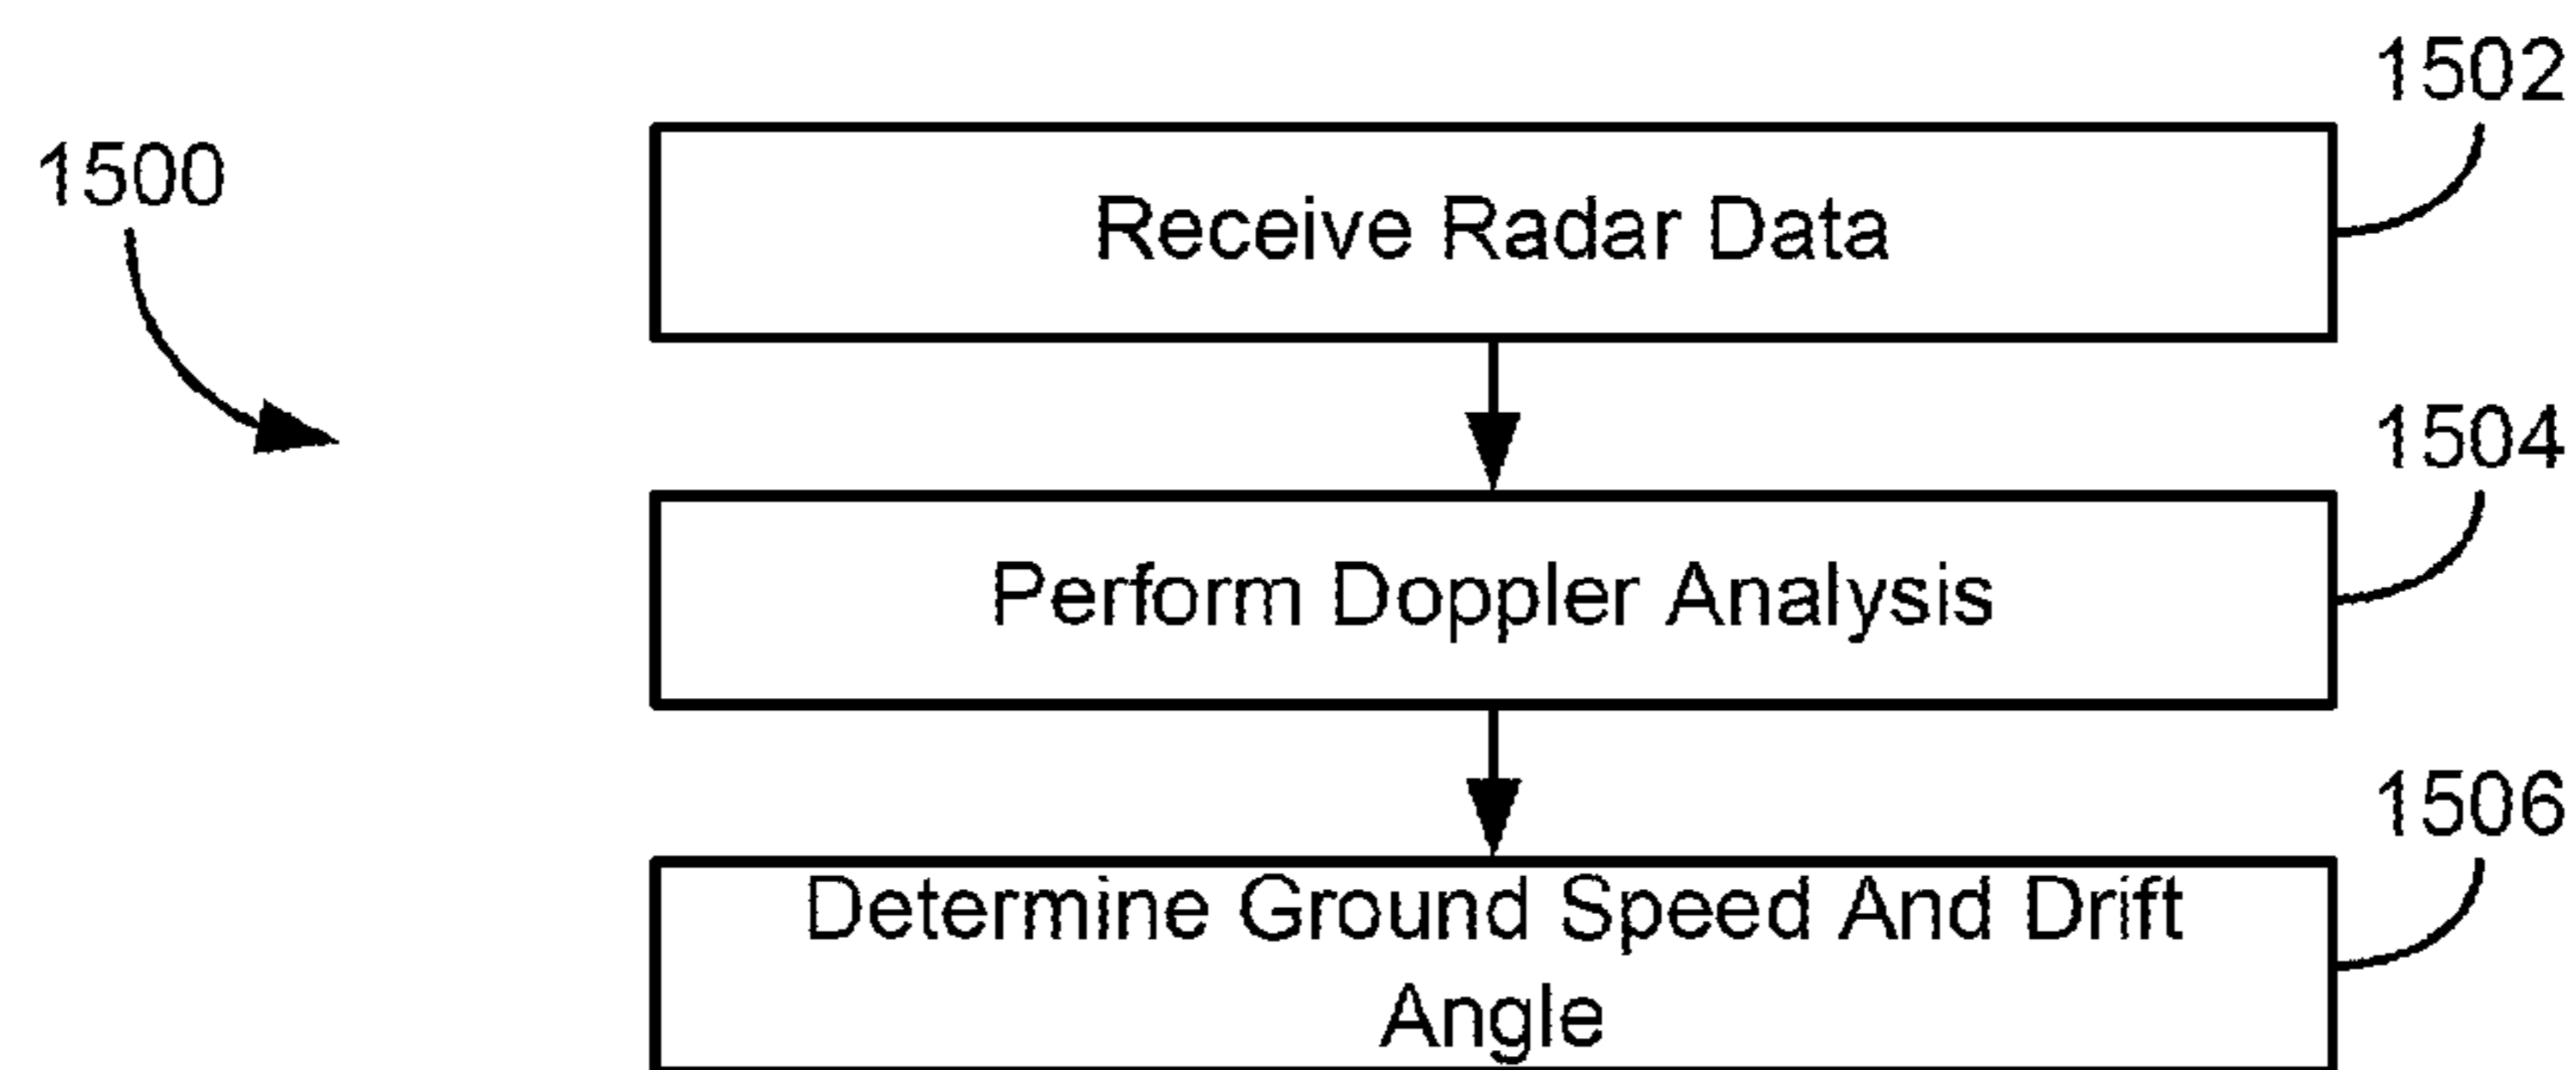 1502
1500
Receive Radar Data
1504
Perform Doppler Analysis
1506
Determine Ground Speed And Drift
Angle